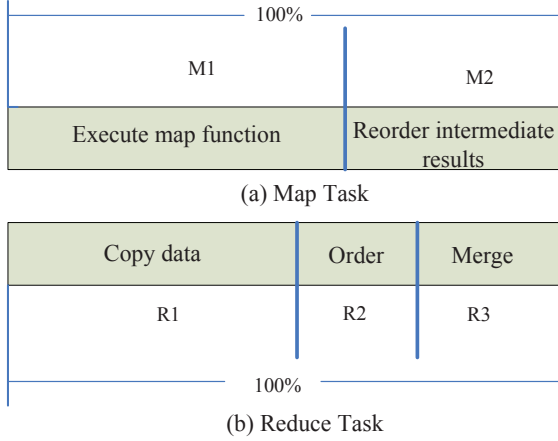 100%
M1
M2
Execute map function
Reorder intermediate
results
(a) Map Task
Copy data
Order
Merge
R1
R2
R3
100%
(b) Reduce Task